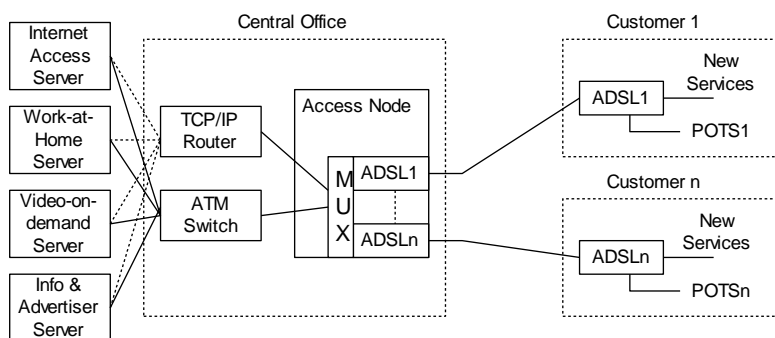 Central Office
Customer 1
Internet
Access
Server
Work-at-
Home
Server
Video-on-
demand
Server
Info &
Advertiser
Server
TCP/IP
Router
ATM
Switch
Access Node
M
U
X
ADSL1
ADSLn
ADSL1
New
Services
POTS1
Customer n
ADSLn
New
Services
POTSn